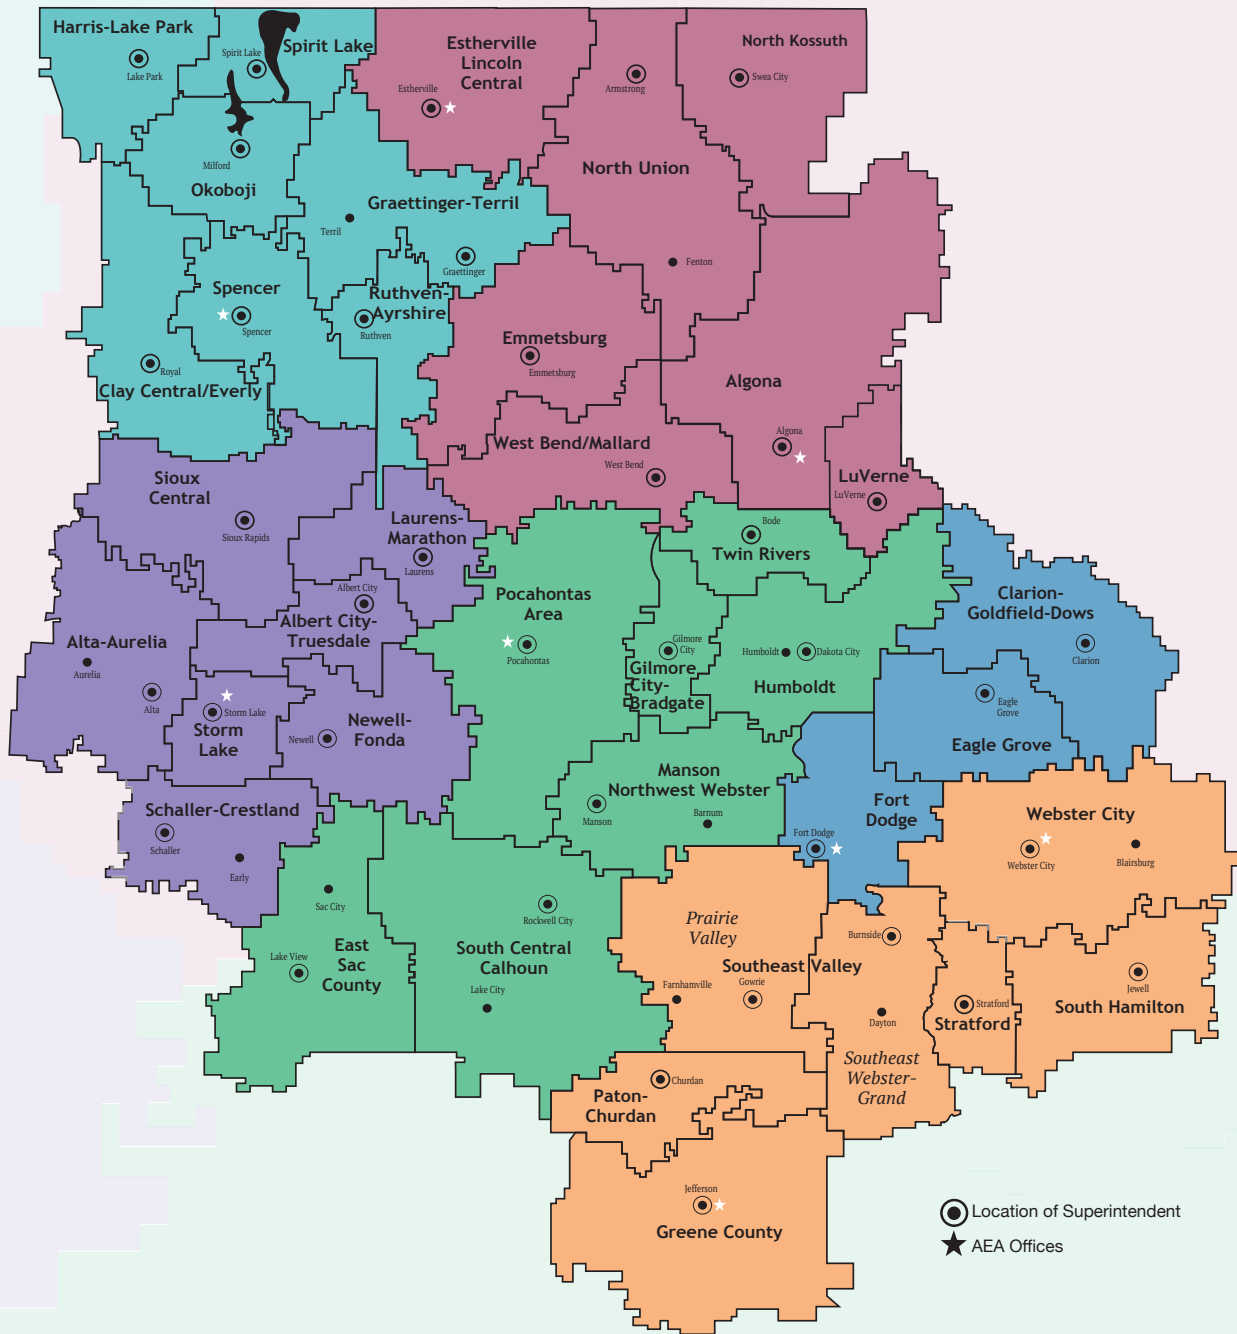 Harris-Lake Park
Lake Park
Spirit Lake
Spirit Lake
Estherville
Lincoln
Central
Estherville
Armstrong
North Kossuth
Swea City
Milford
Okoboji
North Union
Graettinger-Terril
Terril
Graettinger
Fenton
Spencer
Spencer
Ruthven-
Ayrshire
Ruthven
Emmetsburg
Emmetsburg
Royal
Clay Central/Everly
Algona
Algona
West Bend/Mallard
West Bend
LuVerne
LuVerne
Sioux
Central
Sioux Rapids
Laurens-
Marathon
Laurens
Bode
Twin Rivers
Albert City
Albert City-
Truesdale
Pocahontas
Area
Pocahontas
Clarion-
Goldfield-Dows
Clarion
Alta-Aurelia
Aurelia
Alta
Gilmore
City
Gilmore
City-
Bradgate
Humboldt
Dakota City
Humboldt
Storm Lake
Storm
Lake
Newell-
Fonda
Newell
Eagle
Grove
Eagle Grove
Manson
Northwest Webster
Manson
Barnum
Fort
Dodge
Fort Dodge
Schaller-Crestland
Schaller
Early
Webster City
Webster City
Blairsburg
Sac City
Rockwell City
Lake View
East
Sac
County
South Central
Calhoun
Lake City
Prairie
Valley
Southeast Valley
Burnside
Farnhamville
Gowrie
Dayton
Southeast
Webster-
Grand
Stratford
Stratford
Jewell
South Hamilton
Churdan
Paton-
Churdan
Jefferson
Greene County
Location of Superintendent
AEA Offices